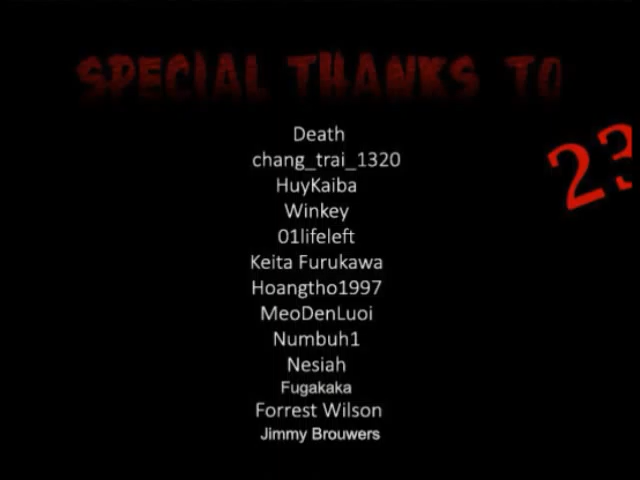 SPECIAL THANKS TO
Death
chang_trai_1320
HuyKaiba
Winkey
01lifeleft
Keita Furukawa
Hoangtho1997
MeoDenLuoi
Numbuh1
Nesiah
Fugakaka
Forrest Wilson
Jimmy Brouwers